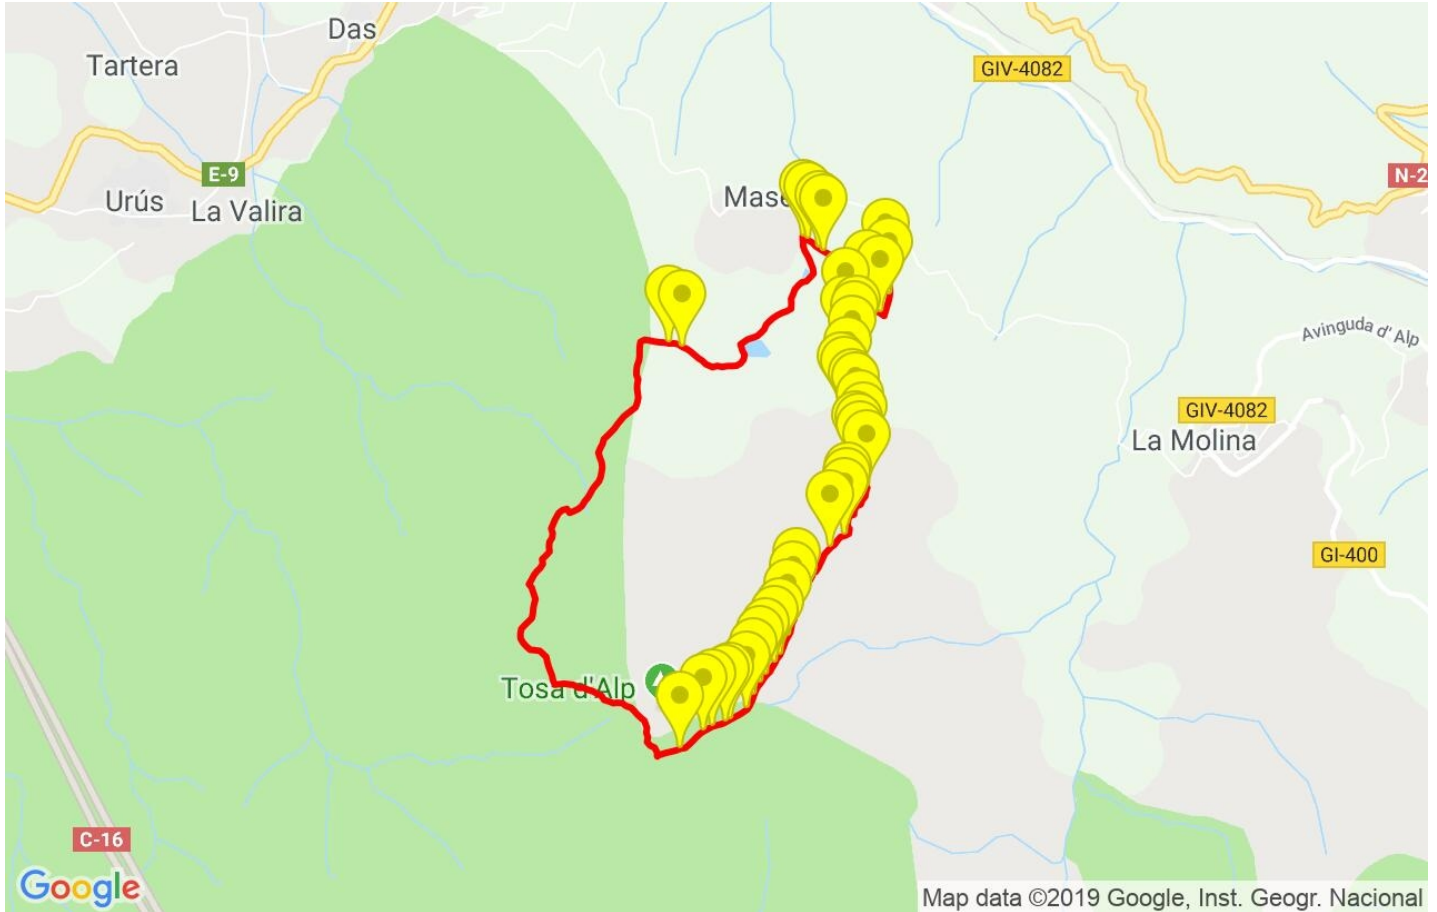 Das
Tartera
GIV-4082
E-9
N-2
Urús
La Valira
Mase
Avinguda d'Alp
GIV-4082
La Molina
GI-400
Tosa d'Alp
C-16
Google
Map data ©2019 Google, Inst. Geogr. Nacional